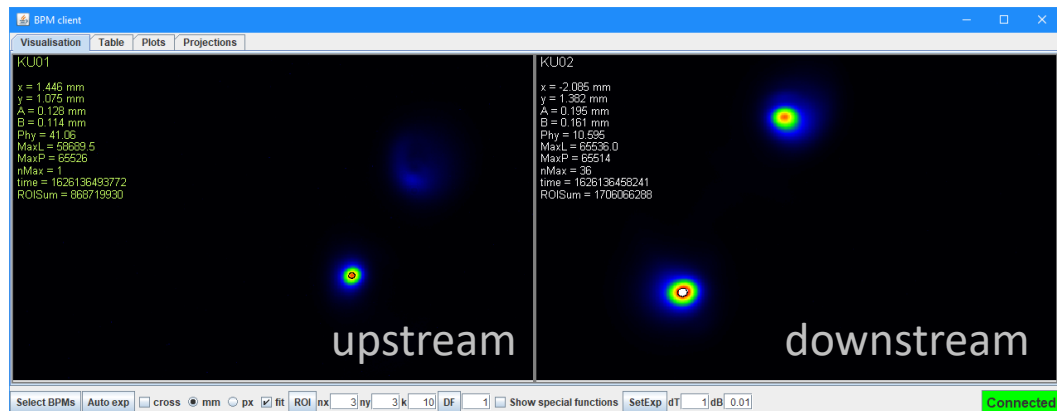 BPM client
Visualisation Table Plots Projections
KU01
x = 1.446 mm
y = 1.075 mm
A = 0.128 mm
B = 0.114 mm
Phy = 41.06
MaxL = 58689.5
MaxP = 65526
nMax = 1
time = 1626136493772
ROISum = 868719930
upstream
KU02
x = -2.085 mm
y = 1.382 mm
A = 0.195 mm
B = 0.161 mm
Phy = 10.595
MaxL = 65536.0
MaxP = 65514
nMax = 36
time = 1626136458241
ROISum = 1706066288
downstream
Select BPMs Auto exp cross mm px fit ROI nx 3 ny 3 k 10 DF 1 Show special functions SetExp dT 1 dB 0.01 Connected